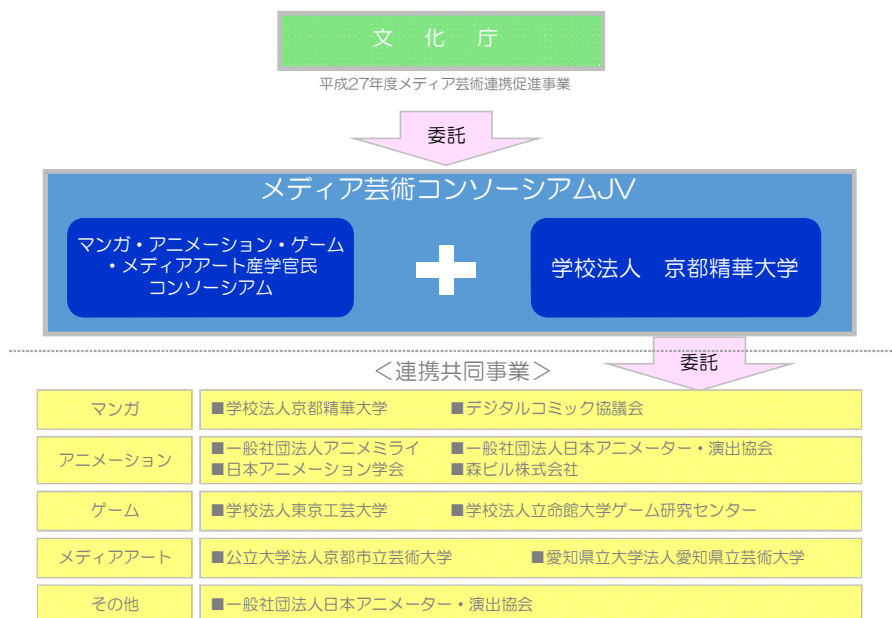 文 化 庁
平成27年度メディア芸術連携促進事業
委託
メディア芸術コンソーシアムJV
マンガ・アニメーション・ゲーム
・メディアアート産学官民
コンソーシアム
学校法人 京都精華大学
委託
＜連携共同事業＞
マンガ
■学校法人京都精華大学 ■デジタルコミック協議会
アニメーション
■一般社団法人アニメミライ ■一般社団法人日本アニメーター・演出協会
■日本アニメーション学会 ■森ビル株式会社
ゲーム
■学校法人東京工芸大学 ■学校法人立命館大学ゲーム研究センター
メディアアート
■公立大学法人京都市立芸術大学 ■愛知県立大学法人愛知県立芸術大学
その他
■一般社団法人日本アニメーター・演出協会